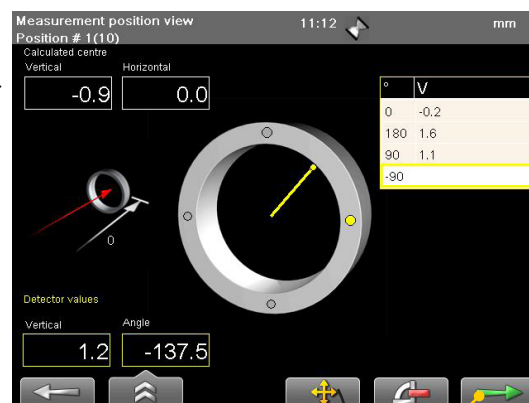 Measurement position view 11:12 mm
Position # 1(10)
Calculated centre
Vertical Horizontal
-0.9 0.0
° V
0 -0.2
180 1.6
90 1.1
-90
0
Detector values
Vertical Angle
1.2 -137.5